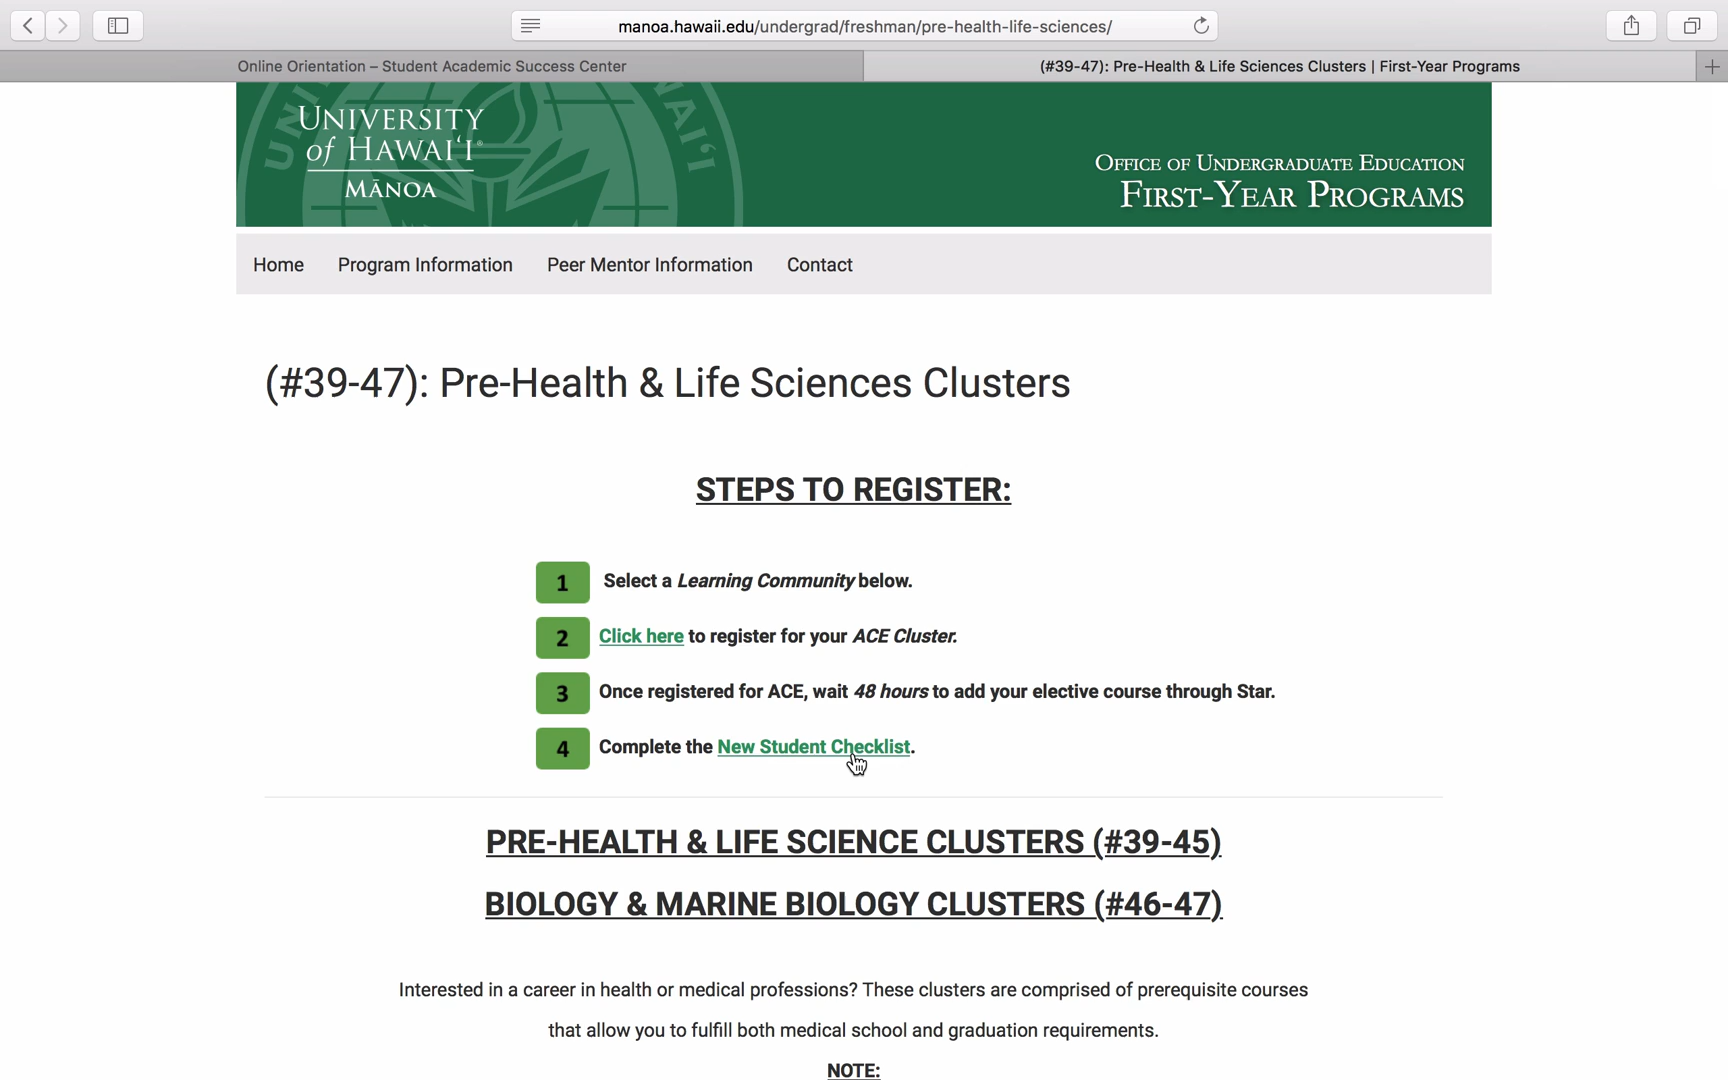 manoa.hawaii.edu/undergrad/freshman/pre-health-life-sciences/
Online Orientation – Student Academic Success Center
(#39-47): Pre-Health & Life Sciences Clusters | First-Year Programs
UNIVERSITY
of HAWAIʻI®
MĀNOA
OFFICE OF UNDERGRADUATE EDUCATION
FIRST-YEAR PROGRAMS
Home Program Information Peer Mentor Information Contact
(#39-47): Pre-Health & Life Sciences Clusters
STEPS TO REGISTER:
1 Select a Learning Community below.
2 Click here to register for your ACE Cluster.
3 Once registered for ACE, wait 48 hours to add your elective course through Star.
4 Complete the New Student Checklist.
PRE-HEALTH & LIFE SCIENCE CLUSTERS (#39-45)
BIOLOGY & MARINE BIOLOGY CLUSTERS (#46-47)
Interested in a career in health or medical professions? These clusters are comprised of prerequisite courses
that allow you to fulfill both medical school and graduation requirements.
NOTE: